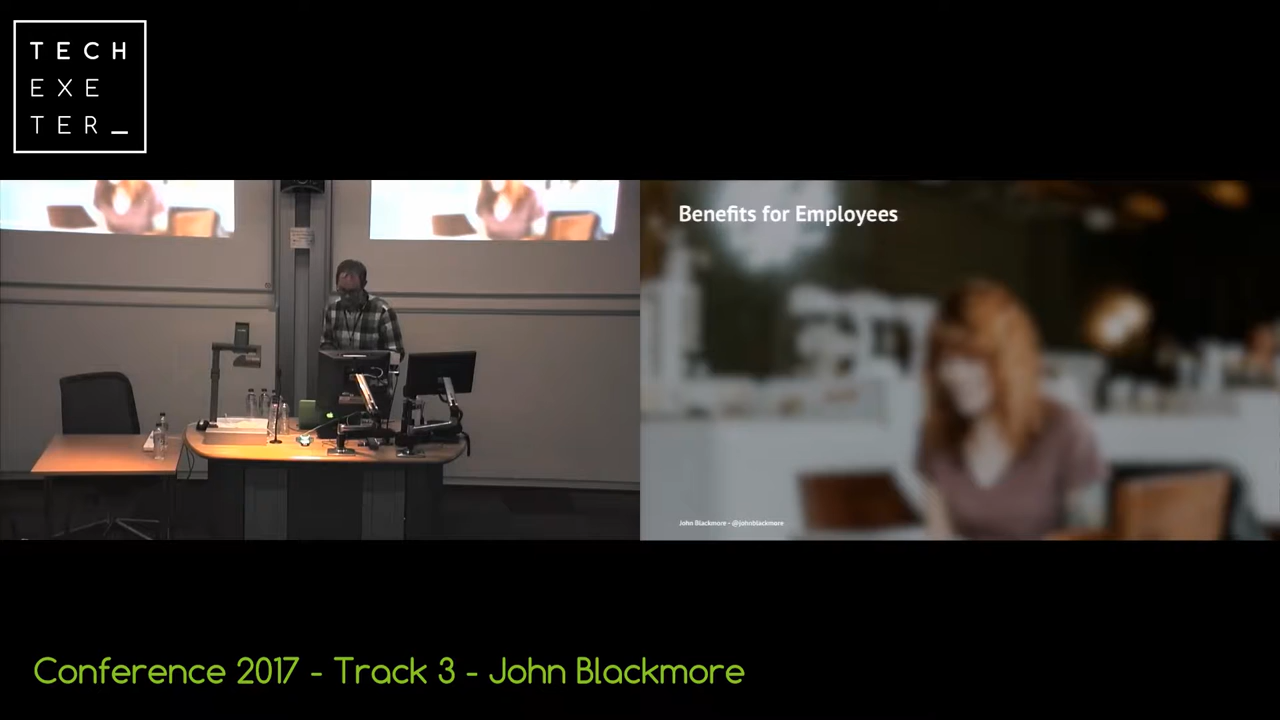 TECH
EXE
TER_
Benefits for Employees
John Blackmore - @johnblackmore
Conference 2017 - Track 3 - John Blackmore